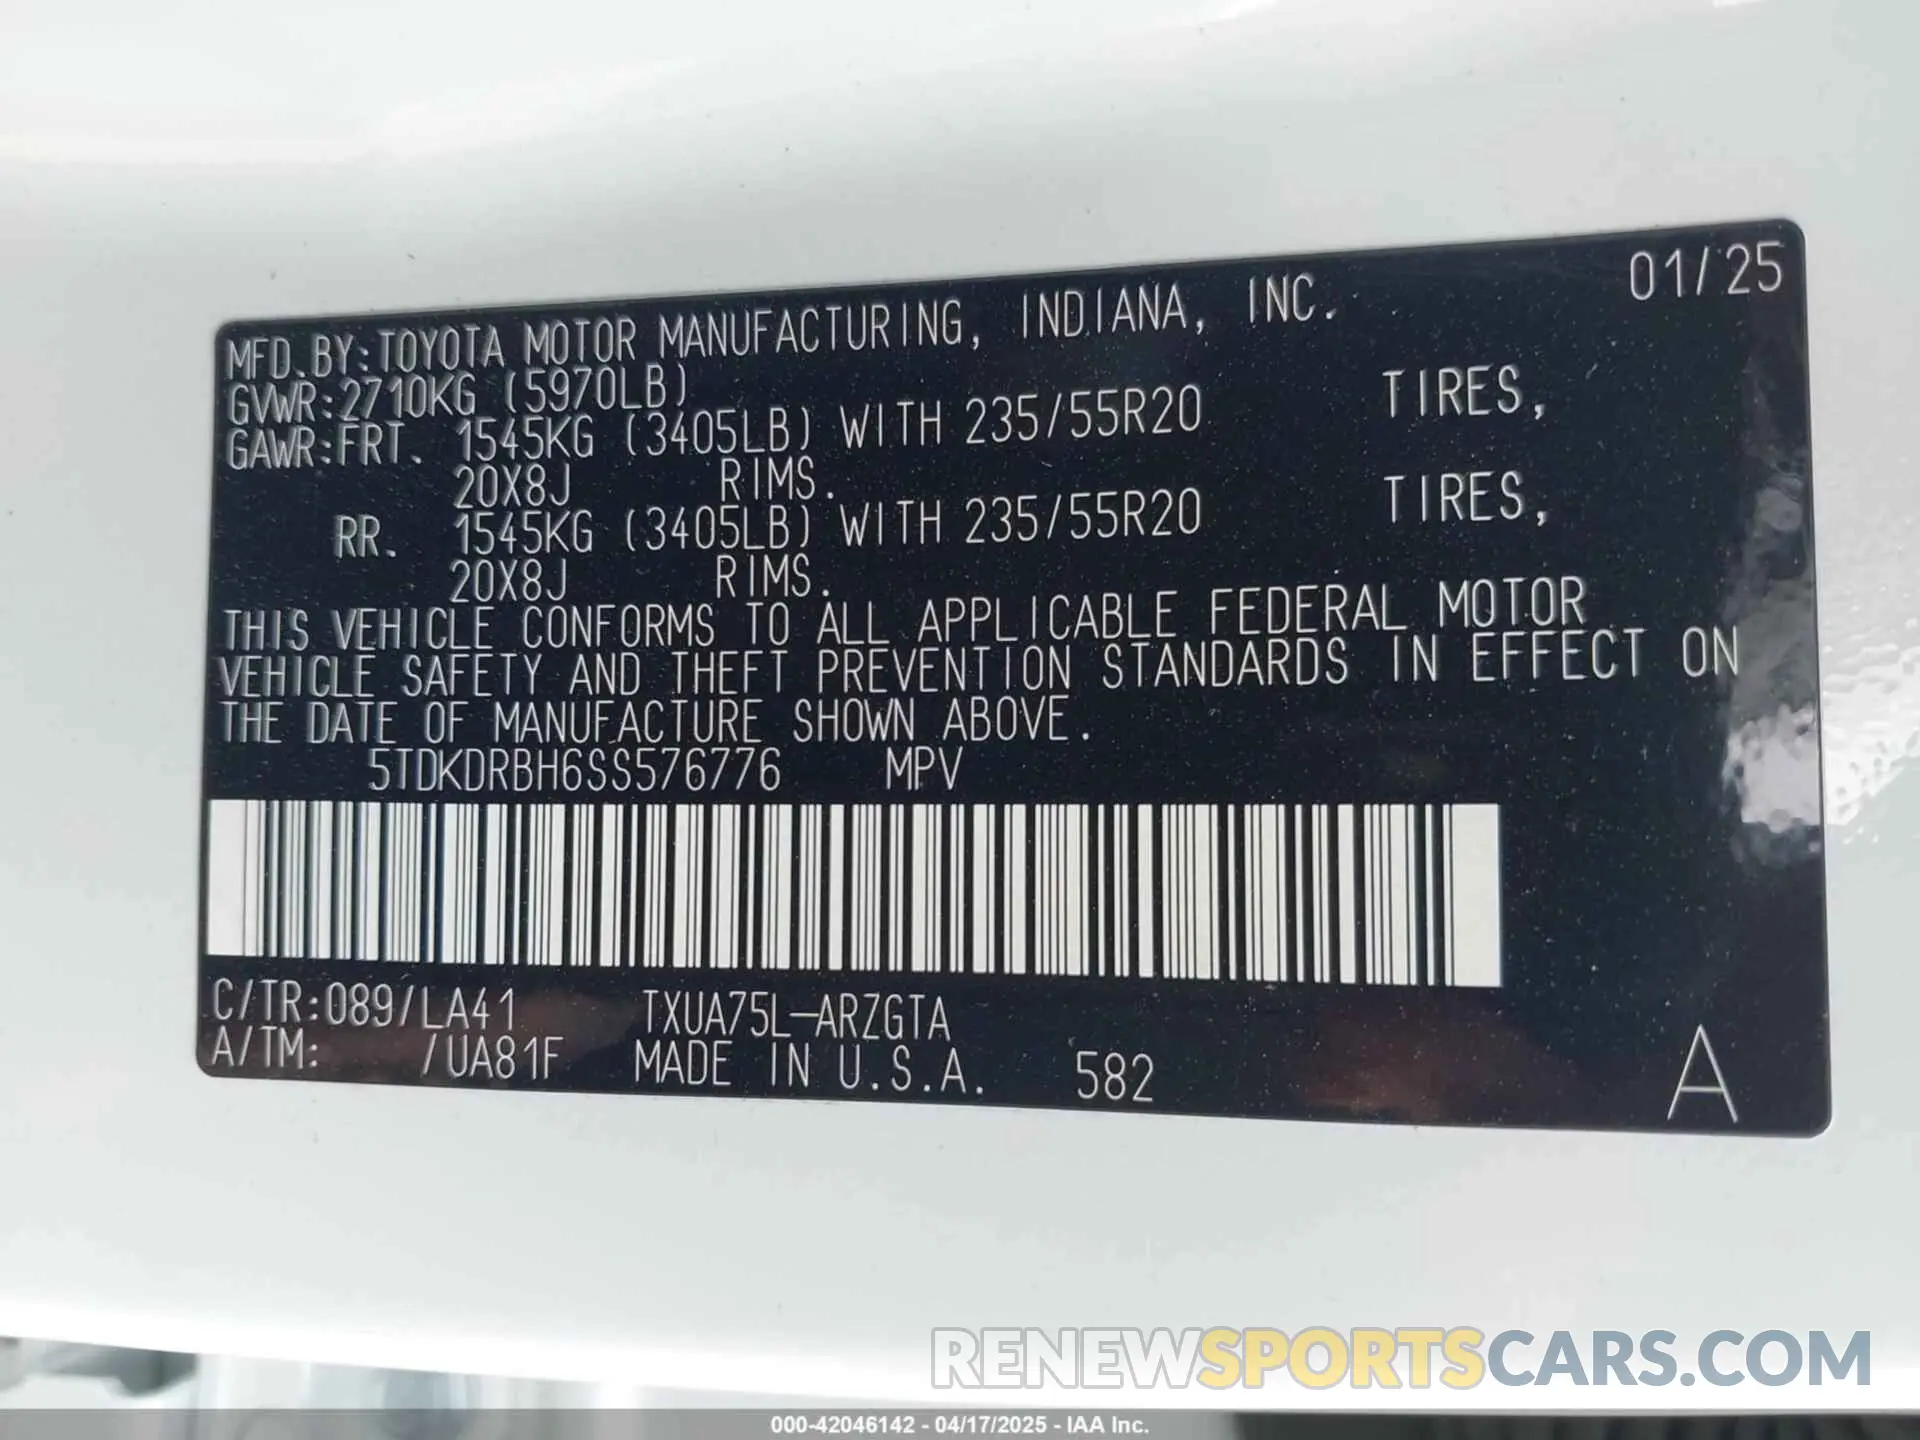 01/25
MFD.BY:TOYOTA MOTOR MANUFACTURING, INDIANA, INC.
GVWR:2710KG (5970LB)
GAWR:FRT. 1545KG (3405LB) WITH 235/55R20 TIRES,
20X8J RIMS.
RR. 1545KG (3405LB) WITH 235/55R20 TIRES,
20X8J RIMS.
THIS VEHICLE CONFORMS TO ALL APPLICABLE FEDERAL MOTOR
VEHICLE SAFETY AND THEFT PREVENTION STANDARDS IN EFFECT ON
THE DATE OF MANUFACTURE SHOWN ABOVE.
5TDKDRBH6SS576776 MPV
C/TR:089/LA41 TXUA75L-ARZGTA
A/TM: /UA81F MADE IN U.S.A. 582
A
RENEWSPORTSCARS.COM
000-42046142 - 04/17/2025 - IAA Inc.